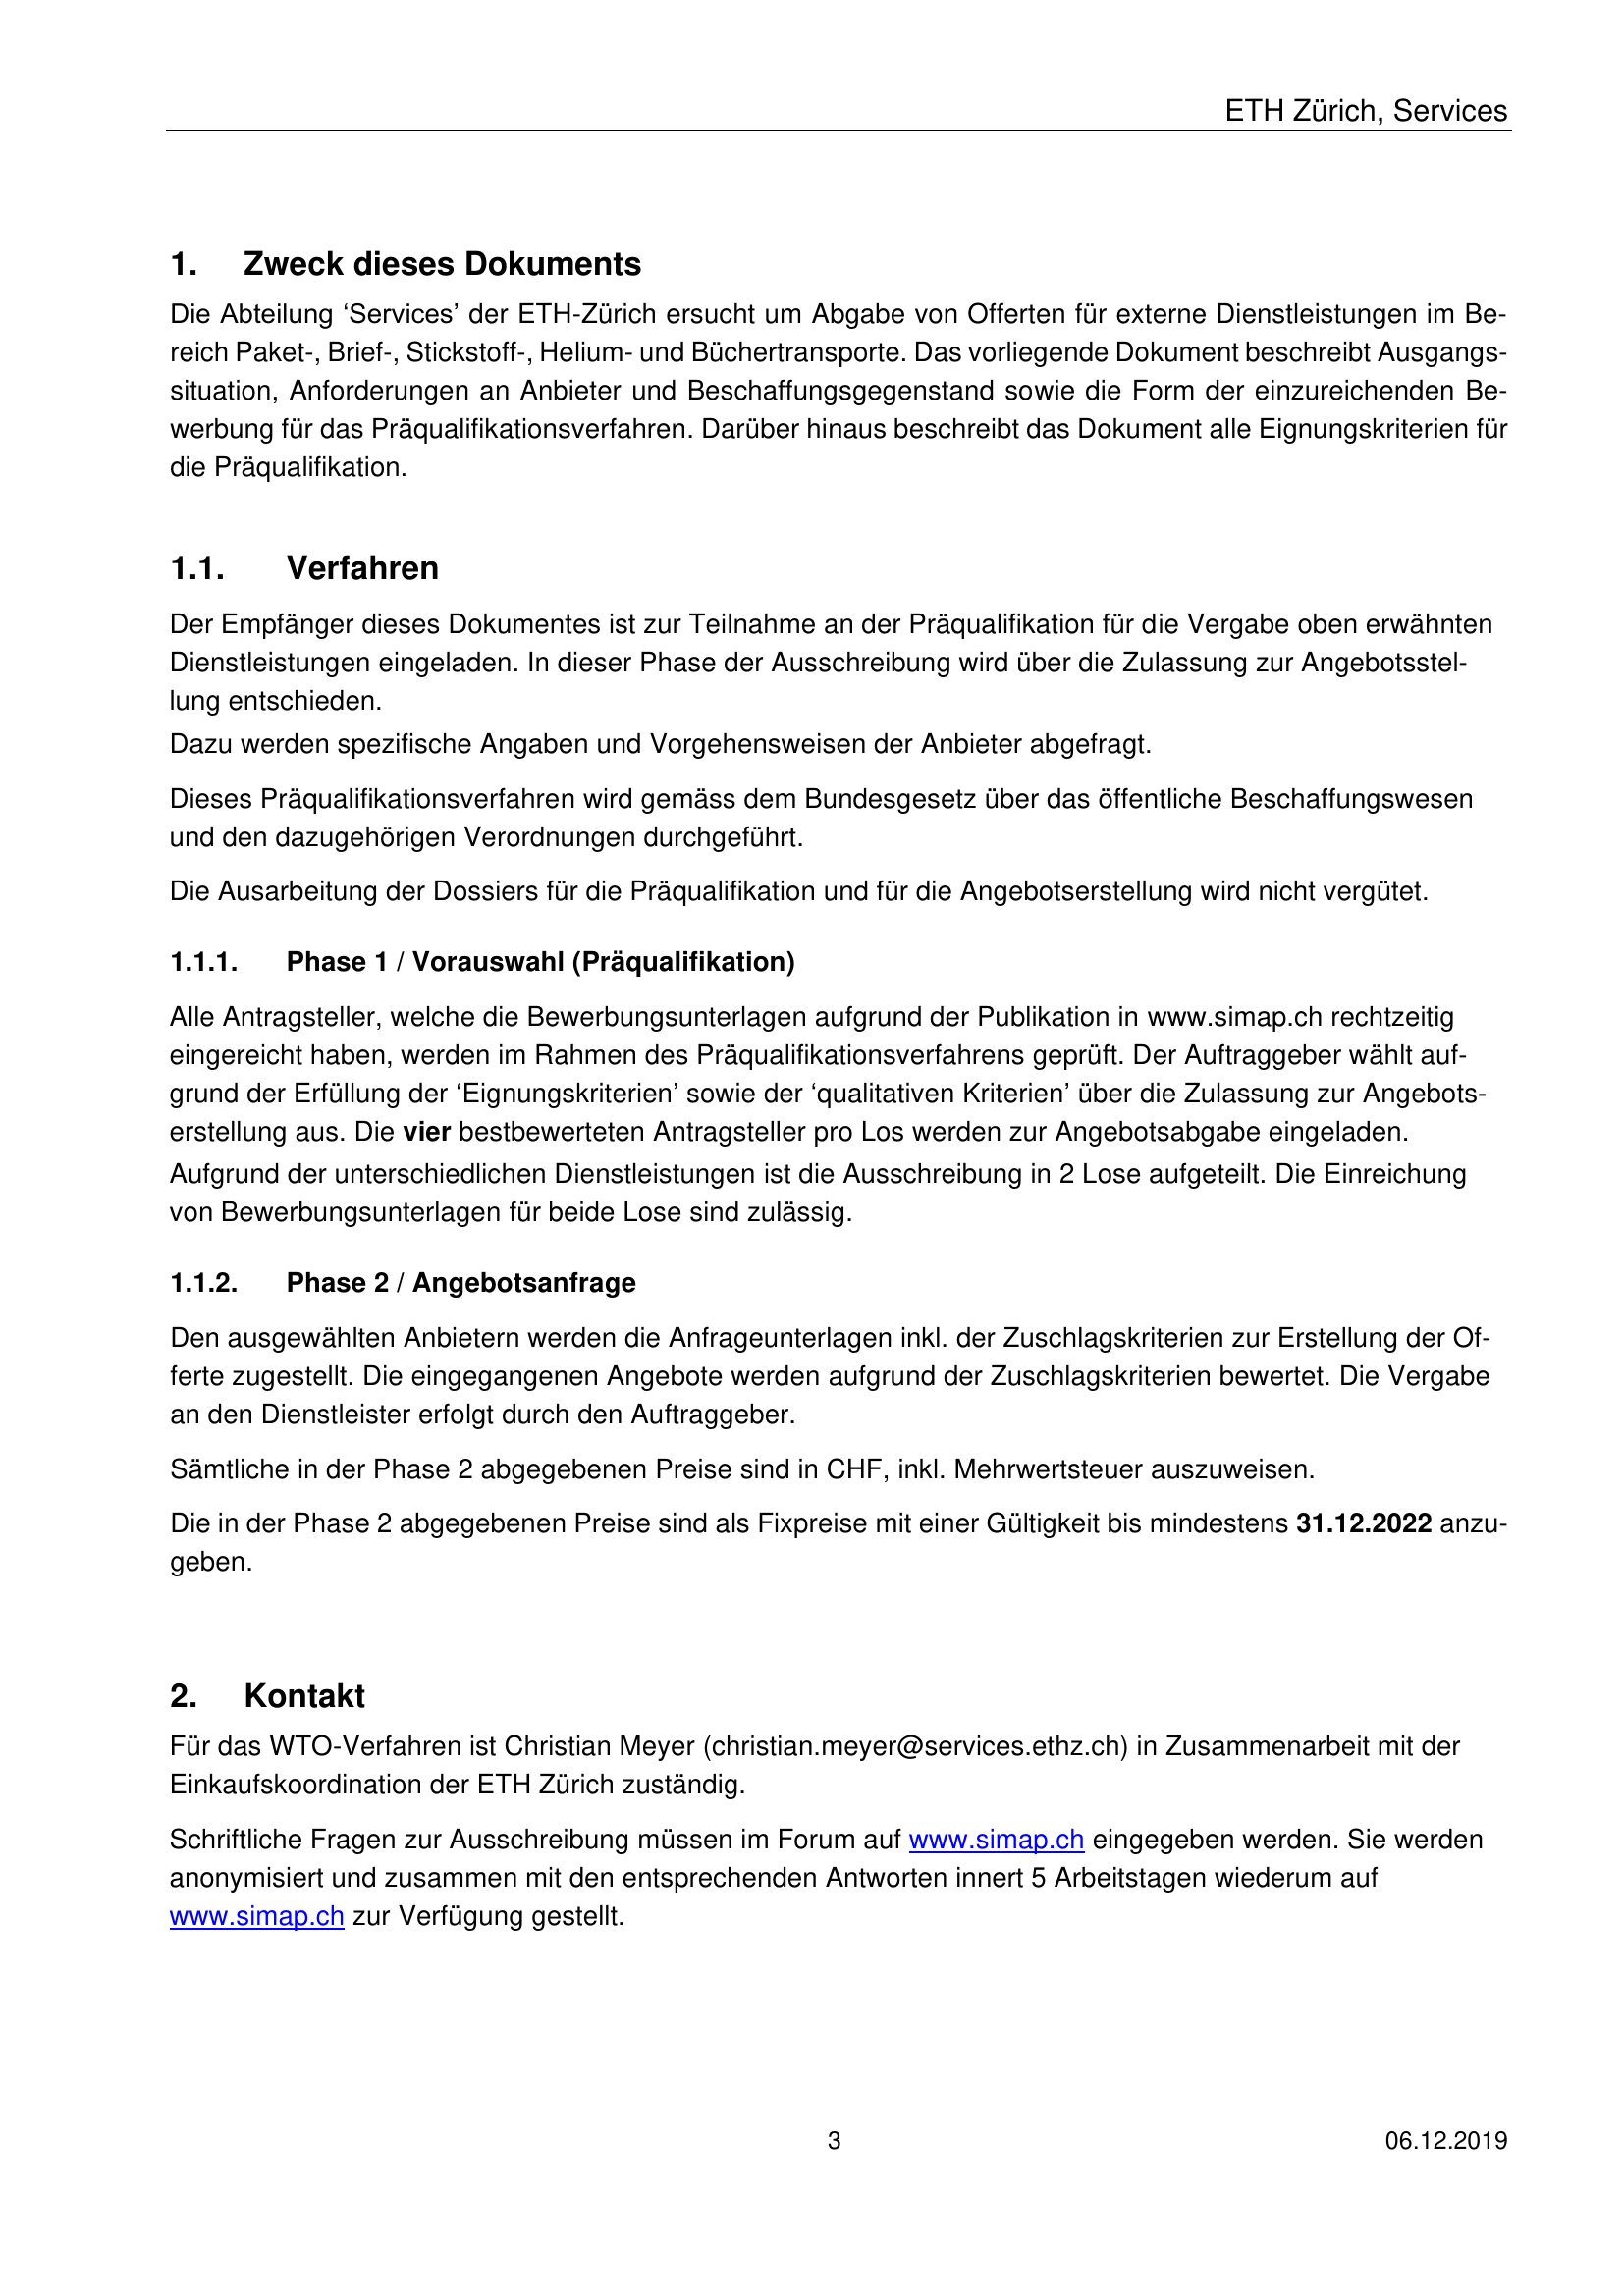 ETH Zürich, Services
1. Zweck dieses Dokuments
Die Abteilung ‘Services’ der ETH-Zürich ersucht um Abgabe von Offerten für externe Dienstleistungen im Be-
reich Paket-, Brief-, Stickstoff-, Helium- und Büchertransporte. Das vorliegende Dokument beschreibt Ausgangs-
situation, Anforderungen an Anbieter und Beschaffungsgegenstand sowie die Form der einzureichenden Be-
werbung für das Präqualifikationsverfahren. Darüber hinaus beschreibt das Dokument alle Eignungskriterien für
die Präqualifikation.
1.1. Verfahren
Der Empfänger dieses Dokumentes ist zur Teilnahme an der Präqualifikation für die Vergabe oben erwähnten
Dienstleistungen eingeladen. In dieser Phase der Ausschreibung wird über die Zulassung zur Angebotsstel-
lung entschieden.
Dazu werden spezifische Angaben und Vorgehensweisen der Anbieter abgefragt.
Dieses Präqualifikationsverfahren wird gemäss dem Bundesgesetz über das öffentliche Beschaffungswesen
und den dazugehörigen Verordnungen durchgeführt.
Die Ausarbeitung der Dossiers für die Präqualifikation und für die Angebotserstellung wird nicht vergütet.
1.1.1. Phase 1 / Vorauswahl (Präqualifikation)
Alle Antragsteller, welche die Bewerbungsunterlagen aufgrund der Publikation in www.simap.ch rechtzeitig
eingereicht haben, werden im Rahmen des Präqualifikationsverfahrens geprüft. Der Auftraggeber wählt auf-
grund der Erfüllung der ‘Eignungskriterien’ sowie der ‘qualitativen Kriterien’ über die Zulassung zur Angebots-
erstellung aus. Die vier bestbewerteten Antragsteller pro Los werden zur Angebotsabgabe eingeladen.
Aufgrund der unterschiedlichen Dienstleistungen ist die Ausschreibung in 2 Lose aufgeteilt. Die Einreichung
von Bewerbungsunterlagen für beide Lose sind zulässig.
1.1.2. Phase 2 / Angebotsanfrage
Den ausgewählten Anbietern werden die Anfrageunterlagen inkl. der Zuschlagskriterien zur Erstellung der Of-
ferte zugestellt. Die eingegangenen Angebote werden aufgrund der Zuschlagskriterien bewertet. Die Vergabe
an den Dienstleister erfolgt durch den Auftraggeber.
Sämtliche in der Phase 2 abgegebenen Preise sind in CHF, inkl. Mehrwertsteuer auszuweisen.
Die in der Phase 2 abgegebenen Preise sind als Fixpreise mit einer Gültigkeit bis mindestens 31.12.2022 anzu-
geben.
2. Kontakt
Für das WTO-Verfahren ist Christian Meyer (christian.meyer@services.ethz.ch) in Zusammenarbeit mit der
Einkaufskoordination der ETH Zürich zuständig.
Schriftliche Fragen zur Ausschreibung müssen im Forum auf www.simap.ch eingegeben werden. Sie werden
anonymisiert und zusammen mit den entsprechenden Antworten innert 5 Arbeitstagen wiederum auf
www.simap.ch zur Verfügung gestellt.
3 06.12.2019